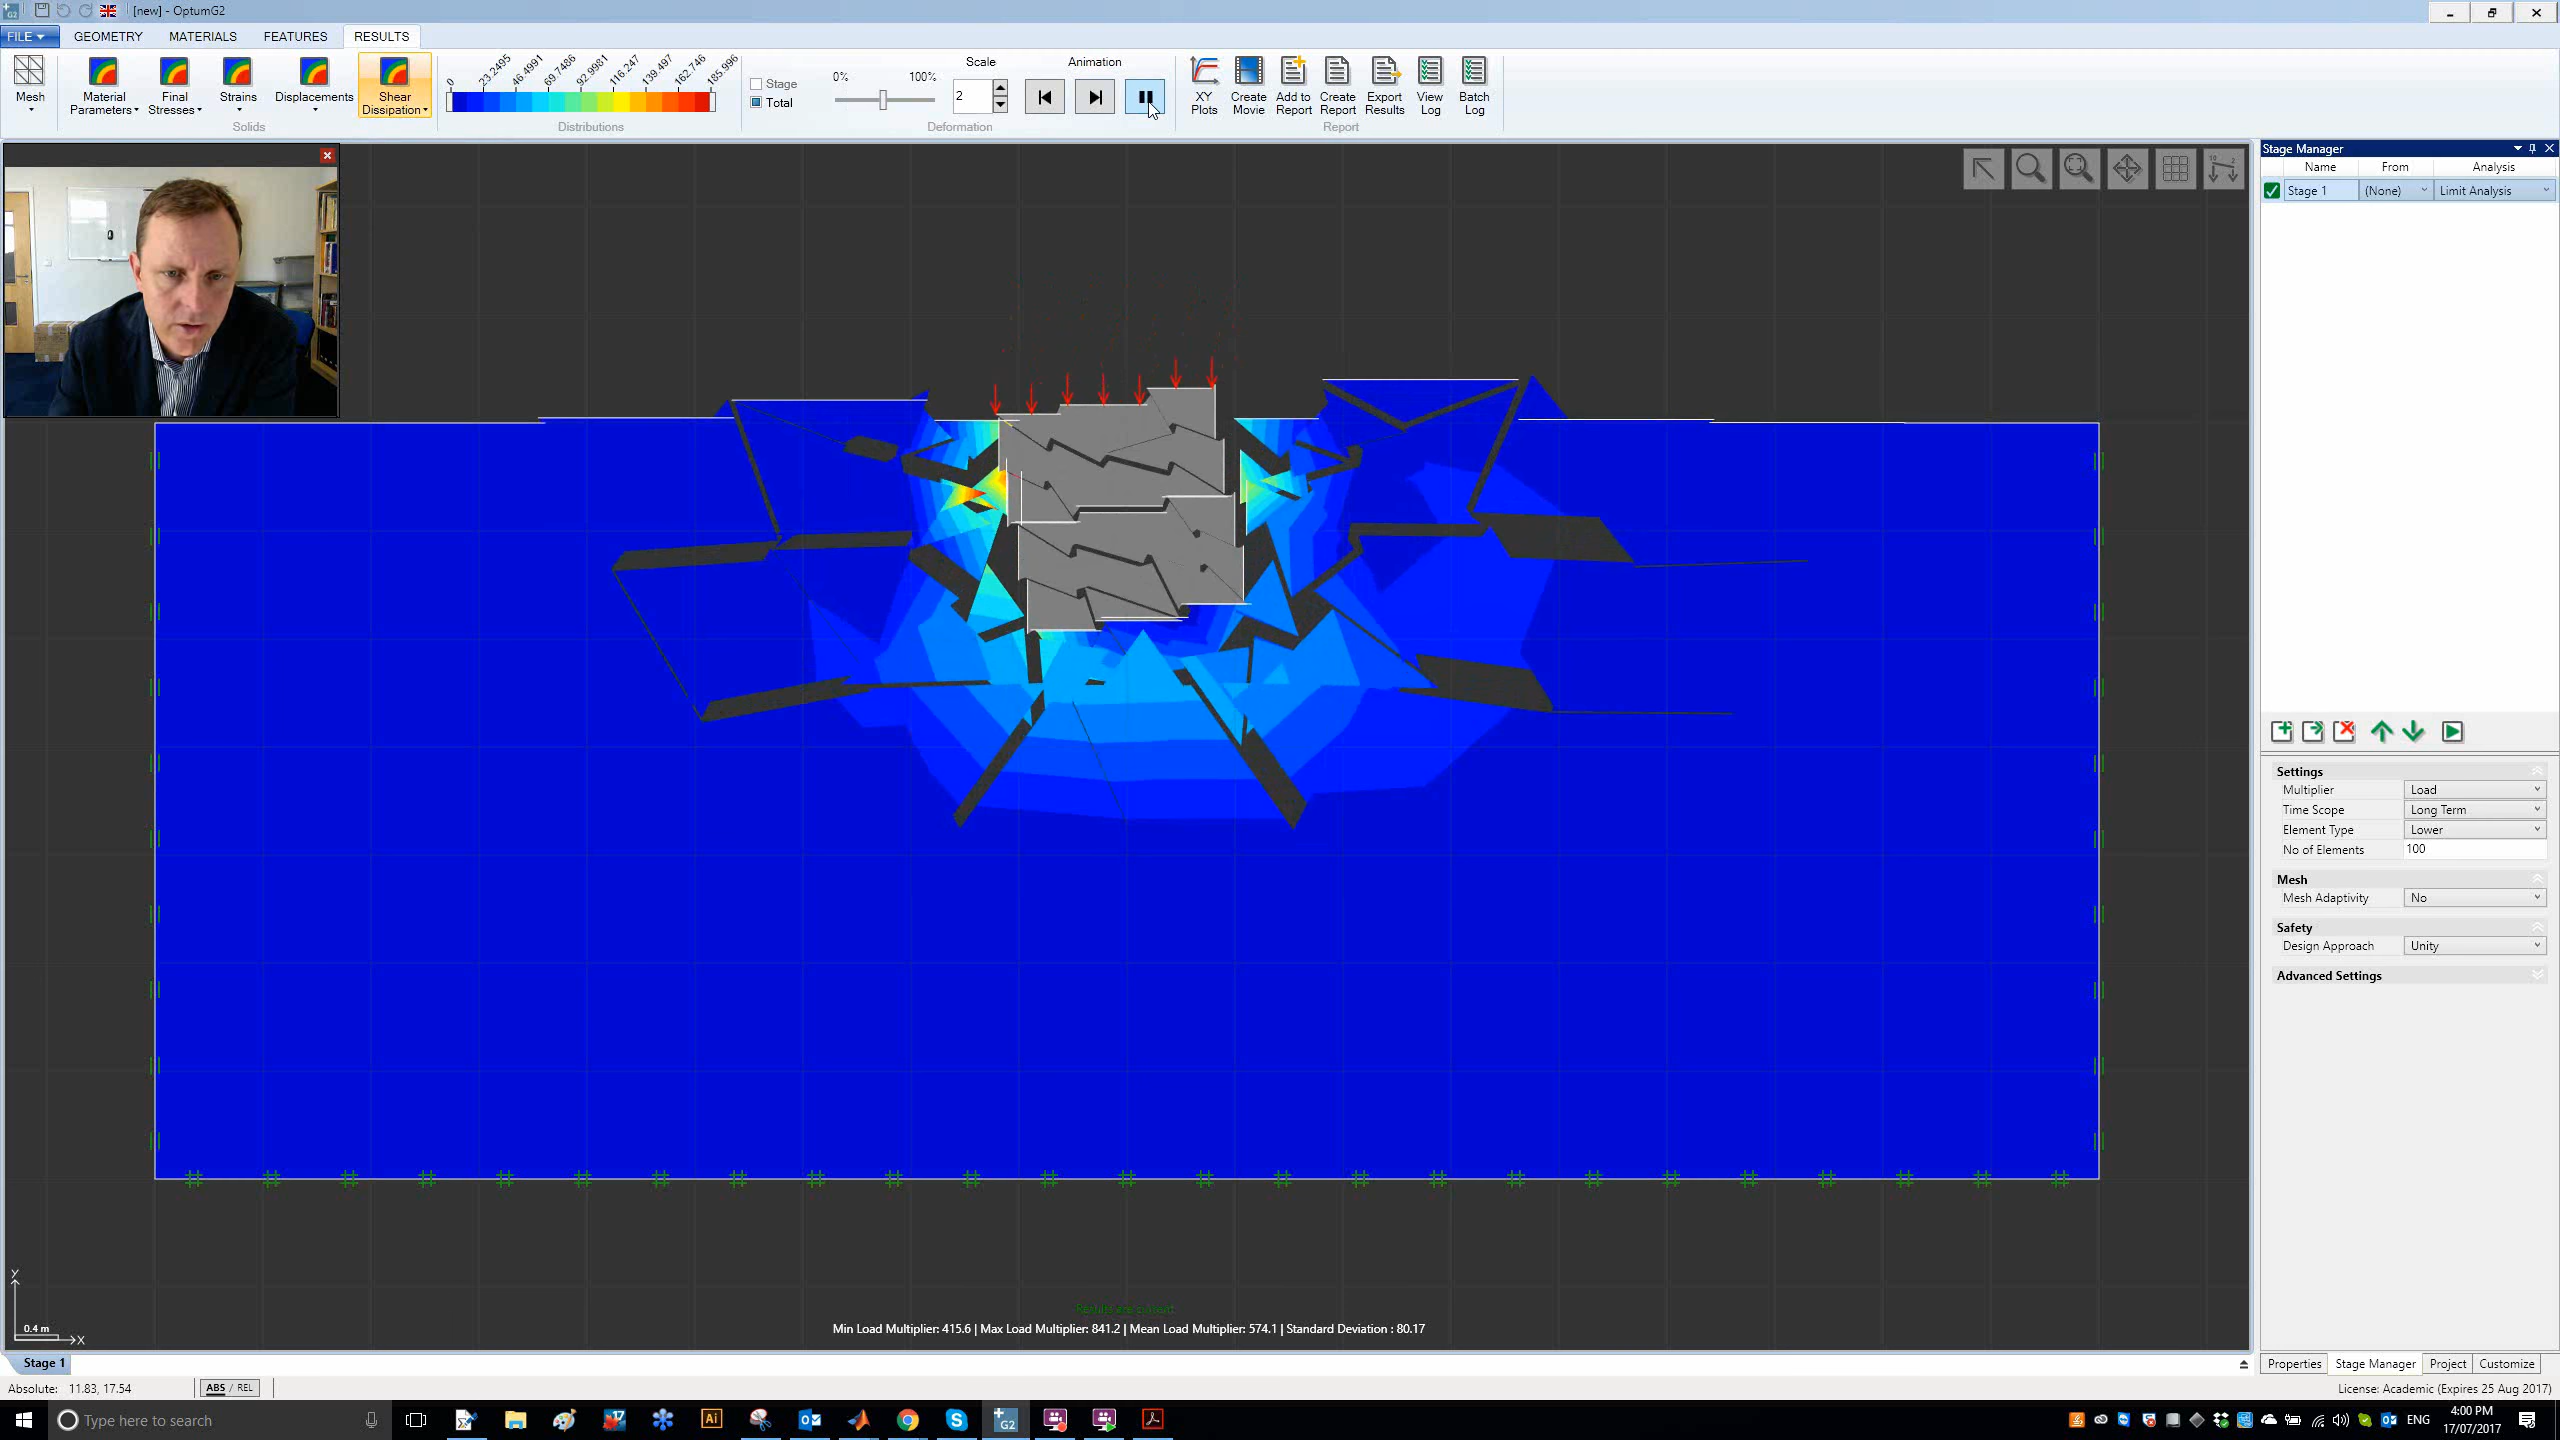 [new] - OptumG2
FILE GEOMETRY MATERIALS FEATURES RESULTS
Mesh
Material Parameters
Final Stresses
Strains
Displacements
Shear Dissipation
Solids
0 23.2495 46.4991 69.7486 92.9981 116.247 139.497 162.746 185.996
Distributions
Stage
Total
0% 100%
Scale
2
Animation
Deformation
XY Plots
Create Movie
Add to Report
Create Report
Export Results
View Log
Batch Log
Report
Stage Manager
Name From Analysis
Stage 1 (None) Limit Analysis
Settings
Multiplier Load
Time Scope Long Term
Element Type Lower
No of Elements 100
Mesh
Mesh Adaptivity No
Safety
Design Approach Unity
Advanced Settings
Y
0.4 m
X
Results are current
Min Load Multiplier: 415.6 | Max Load Multiplier: 841.2 | Mean Load Multiplier: 574.1 | Standard Deviation : 80.17
Stage 1
Properties Stage Manager Project Customize
Absolute: 11.83, 17.54
ABS / REL
License: Academic (Expires 25 Aug 2017)
Type here to search
Ai
G2
ENG
4:00 PM
17/07/2017